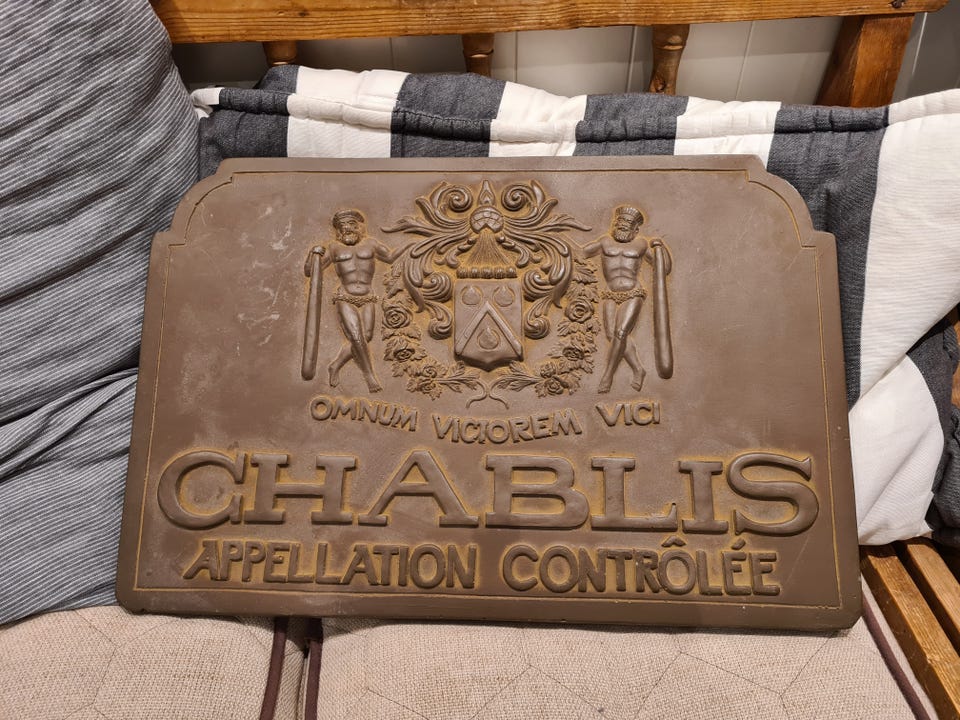 OMNUM VICIOREM VICI
CHABLIS
APPELLATION CONTRÔLÉE